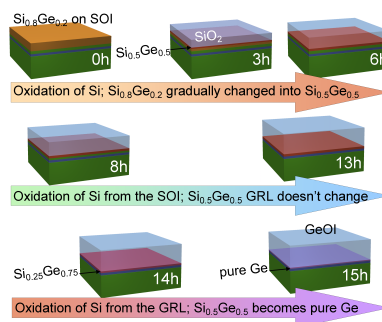 Si0.8Ge0.2 on SOI
SiO2
Si0.5Ge0.5
0h
3h
6h
Oxidation of Si; Si0.8Ge0.2 gradually changed into Si0.5Ge0.5
8h
13h
Oxidation of Si from the SOI; Si0.5Ge0.5 GRL doesn't change
GeOI
Si0.25Ge0.75
pure Ge
14h
15h
Oxidation of Si from the GRL; Si0.5Ge0.5 becomes pure Ge